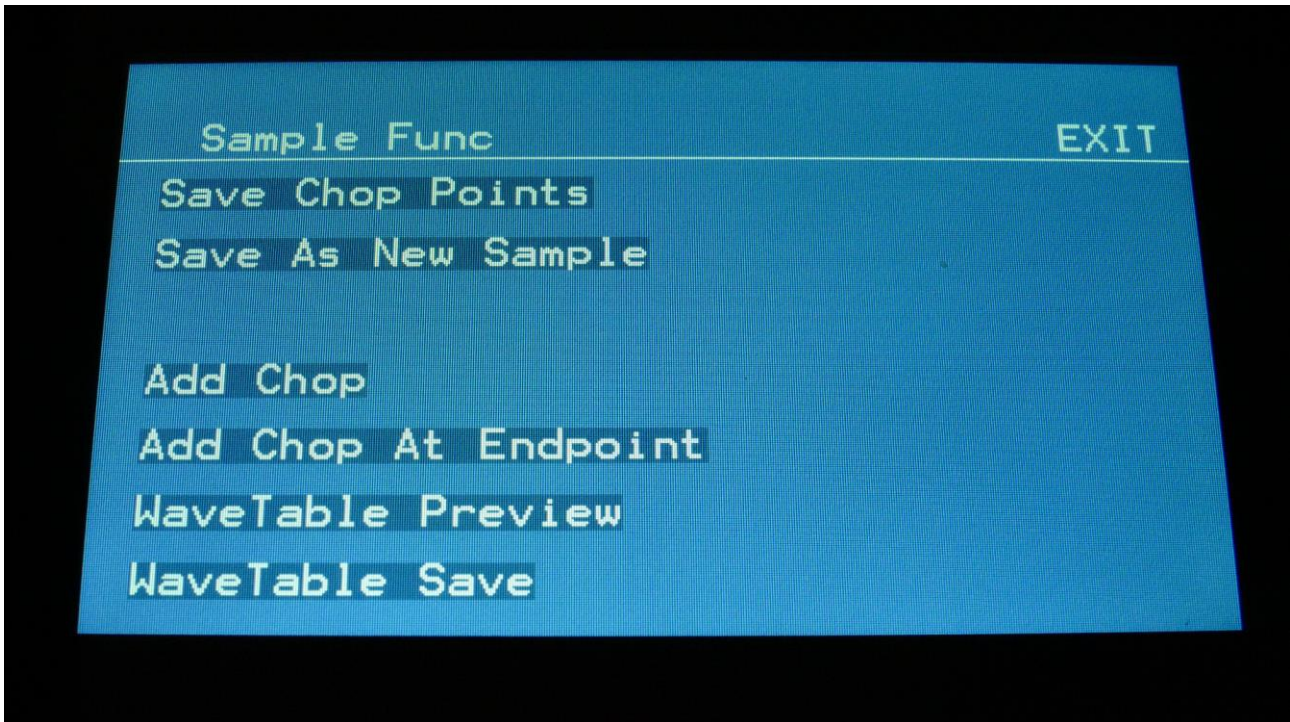 Sample Func EXIT
Save Chop Points
Save As New Sample
Add Chop
Add Chop At Endpoint
WaveTable Preview
WaveTable Save